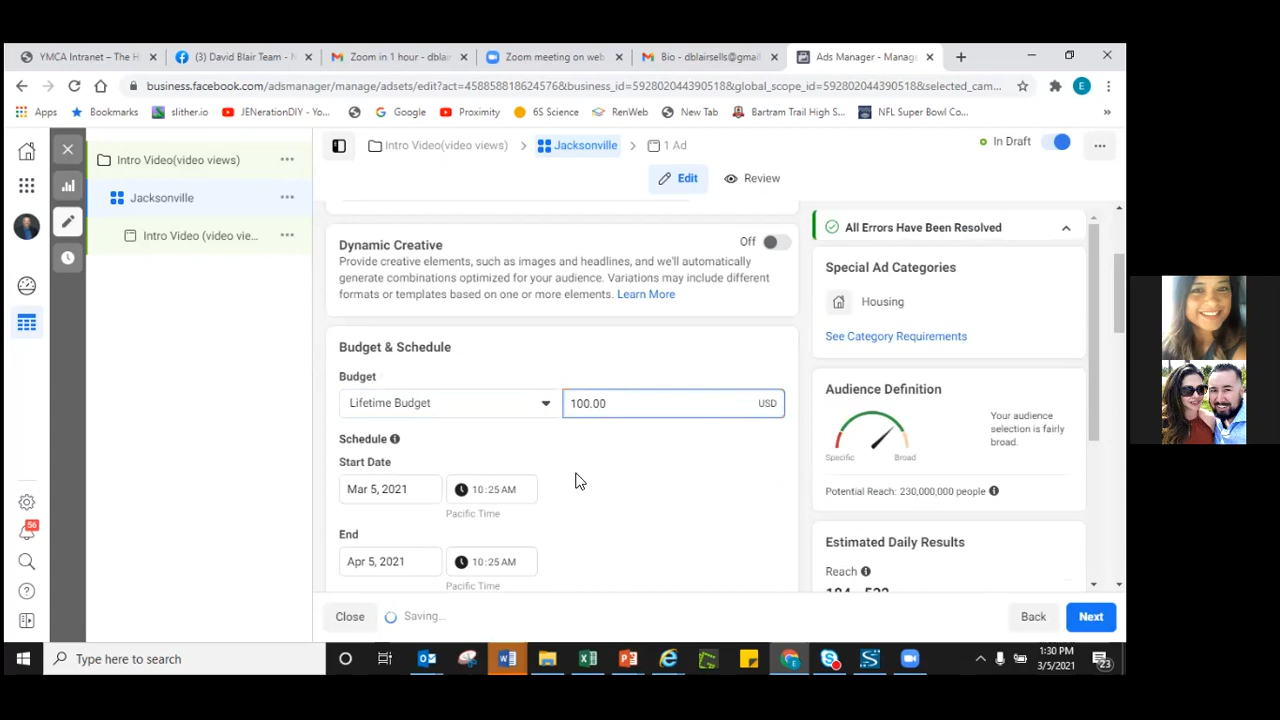 YMCA Intranet – The H
(3) David Blair Team - N
Zoom in 1 hour - dblair
Zoom meeting on web
Bio - dblairsells@gmail
Ads Manager - Manage
business.facebook.com/adsmanager/manage/adsets/edit?act=458858818624576&business_id=592802044390518&global_scope_id=592802044390518&selected_cam...
Apps
Bookmarks
slither.io
JENerationDIY - Yo...
Google
Proximity
6S Science
RenWeb
New Tab
Bartram Trail High S...
NFL Super Bowl Co...
»
Intro Video(video views)
Jacksonville
Intro Video (video vie...
Intro Video(video views)
Jacksonville
1 Ad
In Draft
Edit
Review
Dynamic Creative
Off
Provide creative elements, such as images and headlines, and we'll automatically
generate combinations optimized for your audience. Variations may include different
formats or templates based on one or more elements. Learn More
Budget & Schedule
Budget
Lifetime Budget
100.00
USD
Schedule
Start Date
Mar 5, 2021
10:25 AM
Pacific Time
End
Apr 5, 2021
10:25 AM
Pacific Time
All Errors Have Been Resolved
Special Ad Categories
Housing
See Category Requirements
Audience Definition
Specific
Broad
Your audience
selection is fairly
broad.
Potential Reach: 230,000,000 people
Estimated Daily Results
Reach
56
Close
Saving...
Back
Next
Type here to search
1:30 PM
3/5/2021
23